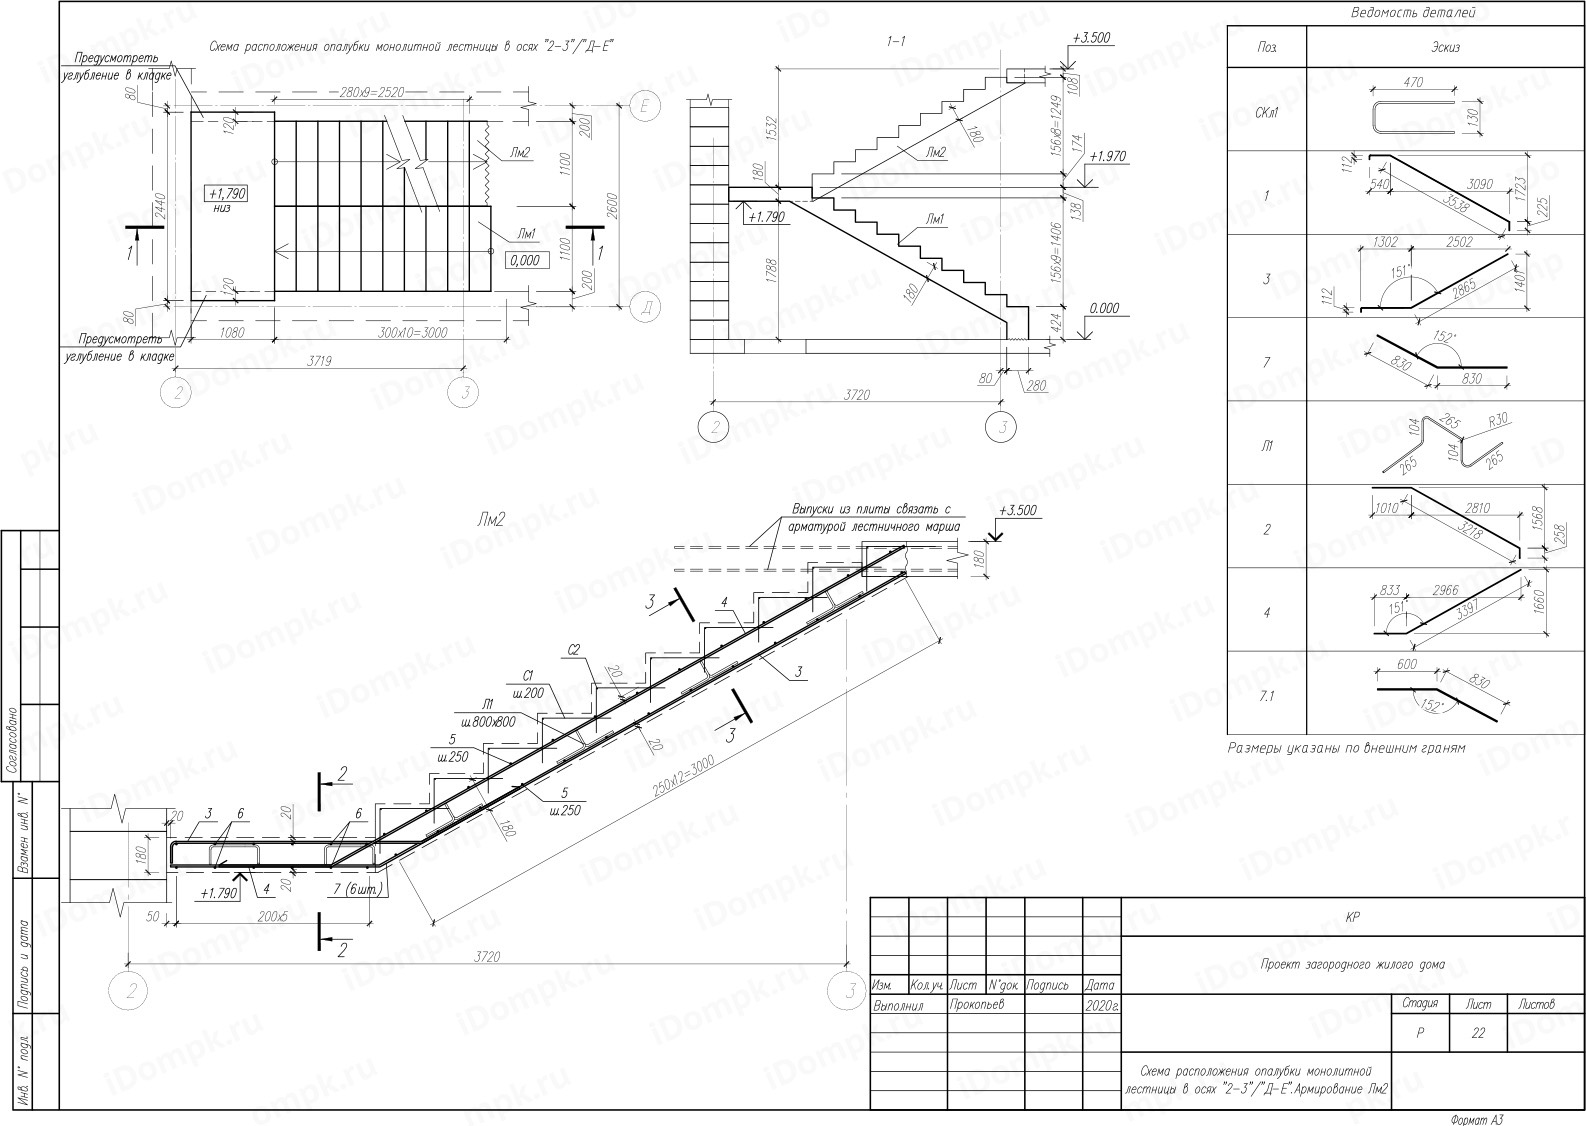 Схема расположения опалубки монолитной лестницы в осях "2-3"/"Д-Е"
Предусмотреть
углубление в кладке
80
120
280х9=2520
Е
200
Лм2
1100
+1,790
низ
2440
2600
1
1
Лм1
0,000
1100
120
200
80
Д
Предусмотреть
углубление в кладке
1080
300х10=3000
3719
2
3
1-1
+3.500
108
1532
180
156х8=1249
174
Лм2
+1.970
180
+1.790
138
Лм1
1788
180
156х9=1406
0.000
424
80
280
3720
2
3
Ведомость деталей
Поз.
Эскиз
СКл1
470
130
1
112
540
3090
3538
1723
225
3
1302
2502
151°
2865
1401
112
7
152°
830
830
Л1
104
265
R30
104
265
265
2
1010
2810
3218
1568
258
4
833
2966
151°
3397
1660
7.1
600
830
152°
Размеры указаны по внешним граням
Лм2
Выпуски из плиты связать с
арматурой лестничного марша
+3.500
180
3
4
С2
20
3
С1
ш.200
Л1
ш.800х800
3
5
ш.250
20
250х12=3000
2
5
ш.250
20
3
6
20
6
180
180
20
+1.790
4
7 (6шт.)
50
200х5
2
3720
2
3
Согласовано
Взамен инв. N°
Подпись и дата
Инв. N° подл.
КР
Проект загородного жилого дома
Изм.
Кол.уч.
Лист
N°док.
Подпись
Дата
Выполнил
Прокопьев
2020г.
Стадия
Лист
Листов
Р
22
Схема расположения опалубки монолитной
лестницы в осях "2-3"/"Д-Е".Армирование Лм2
Формат А3
iDompk.ru